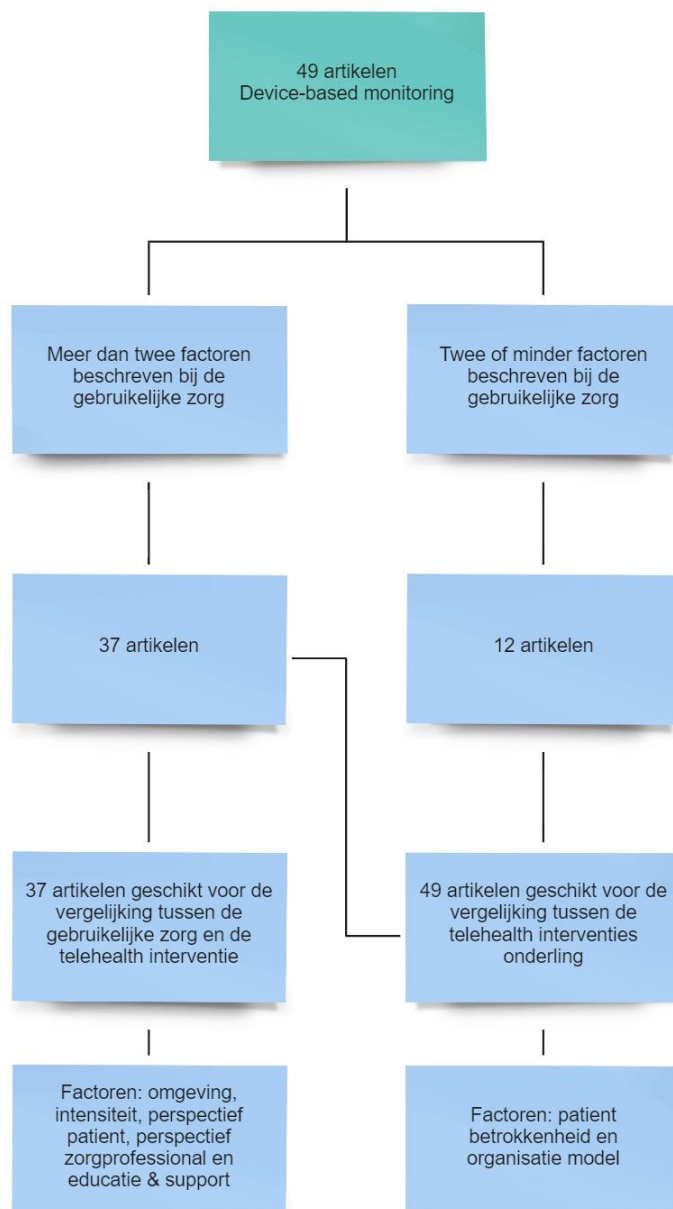 49 artikelen
Device-based monitoring
Meer dan twee factoren
beschreven bij de
gebruikelijke zorg
Twee of minder factoren
beschreven bij de
gebruikelijke zorg
37 artikelen
12 artikelen
37 artikelen geschikt voor de
vergelijking tussen de
gebruikelijke zorg en de
telehealth interventie
49 artikelen geschikt voor de
vergelijking tussen de
telehealth interventies
onderling
Factoren: omgeving,
intensiteit, perspectief
patient, perspectief
zorgprofessional en
educatie & support
Factoren: patient
betrokkenheid en
organisatie model